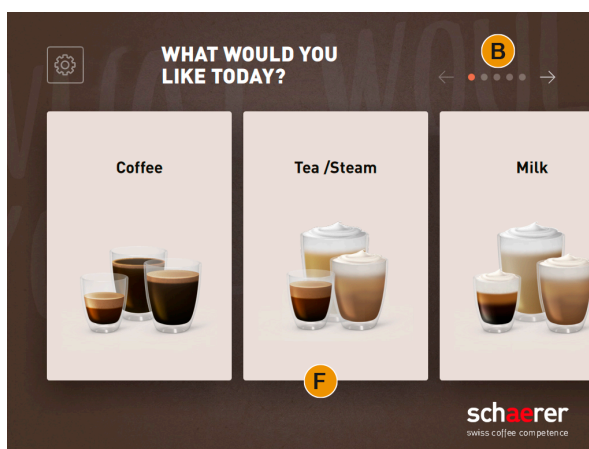 WHAT WOULD YOU
LIKE TODAY?
B
Coffee
Tea /Steam
Milk
F
schaerer
swiss coffee competence